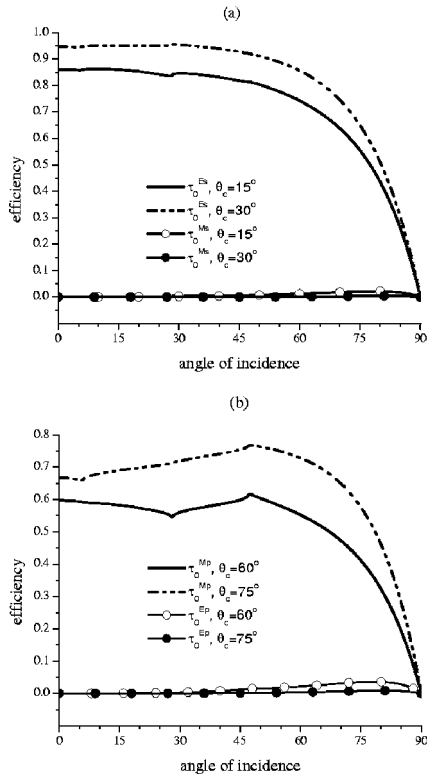 (a)
1.0
0.9
0.8
0.7
0.6
0.5
0.4
0.3
0.2
0.1
0.0
efficiency
τ₀ᴱˢ, θc=15°
τ₀ᴱˢ, θc=30°
τ₀ᴹˢ, θc=15°
τ₀ᴹˢ, θc=30°
0 15 30 45 60 75 90
angle of incidence
(b)
0.8
0.7
0.6
0.5
0.4
0.3
0.2
0.1
0.0
efficiency
τ₀ᴹᵖ, θc=60°
τ₀ᴹᵖ, θc=75°
τ₀ᴱᵖ, θc=60°
τ₀ᴱᵖ, θc=75°
0 15 30 45 60 75 90
angle of incidence